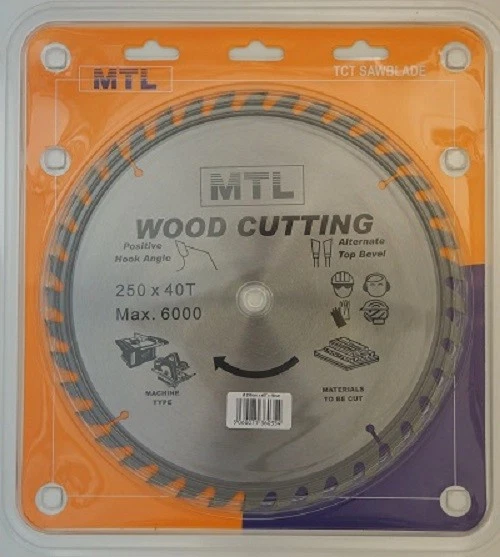 MTL
TCT SAWBLADE
MTL
WOOD CUTTING
Positive
Hook Angle
Alternate
Top Bevel
250 x 40T
Max. 6000
MACHINE
TYPE
MATERIALS
TO BE CUT